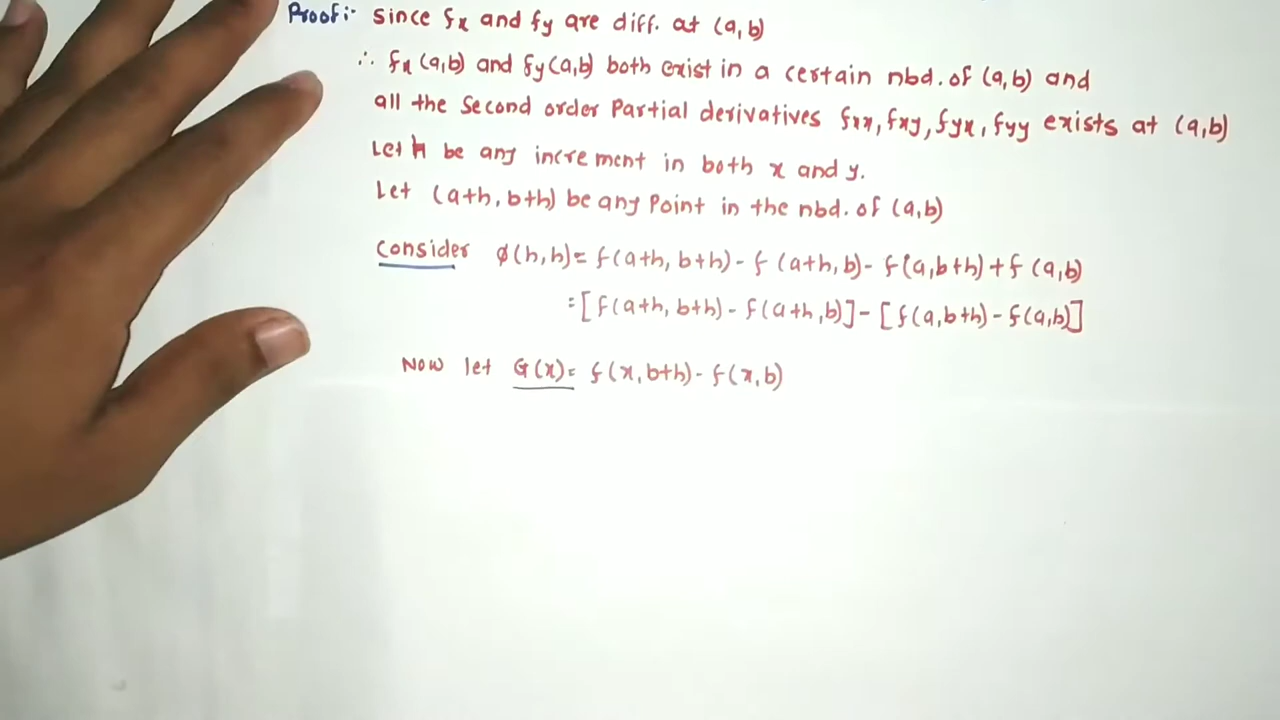 Proof:- Since fx and fy are diff. at (a,b)
∴ fx(a,b) and fy(a,b) both exist in a certain nbd. of (a,b) and
all the Second order Partial derivatives fxx, fxy, fyx, fyy exists at (a,b)
Let h be any increment in both x and y.
Let (a+h, b+h) be any Point in the nbd. of (a,b)
Consider ϕ(h,h)= f(a+h, b+h) - f(a+h, b) - f(a, b+h) + f(a,b)
= [f(a+h, b+h) - f(a+h, b)] - [f(a, b+h) - f(a,b)]
Now let G(x)= f(x, b+h) - f(x, b)